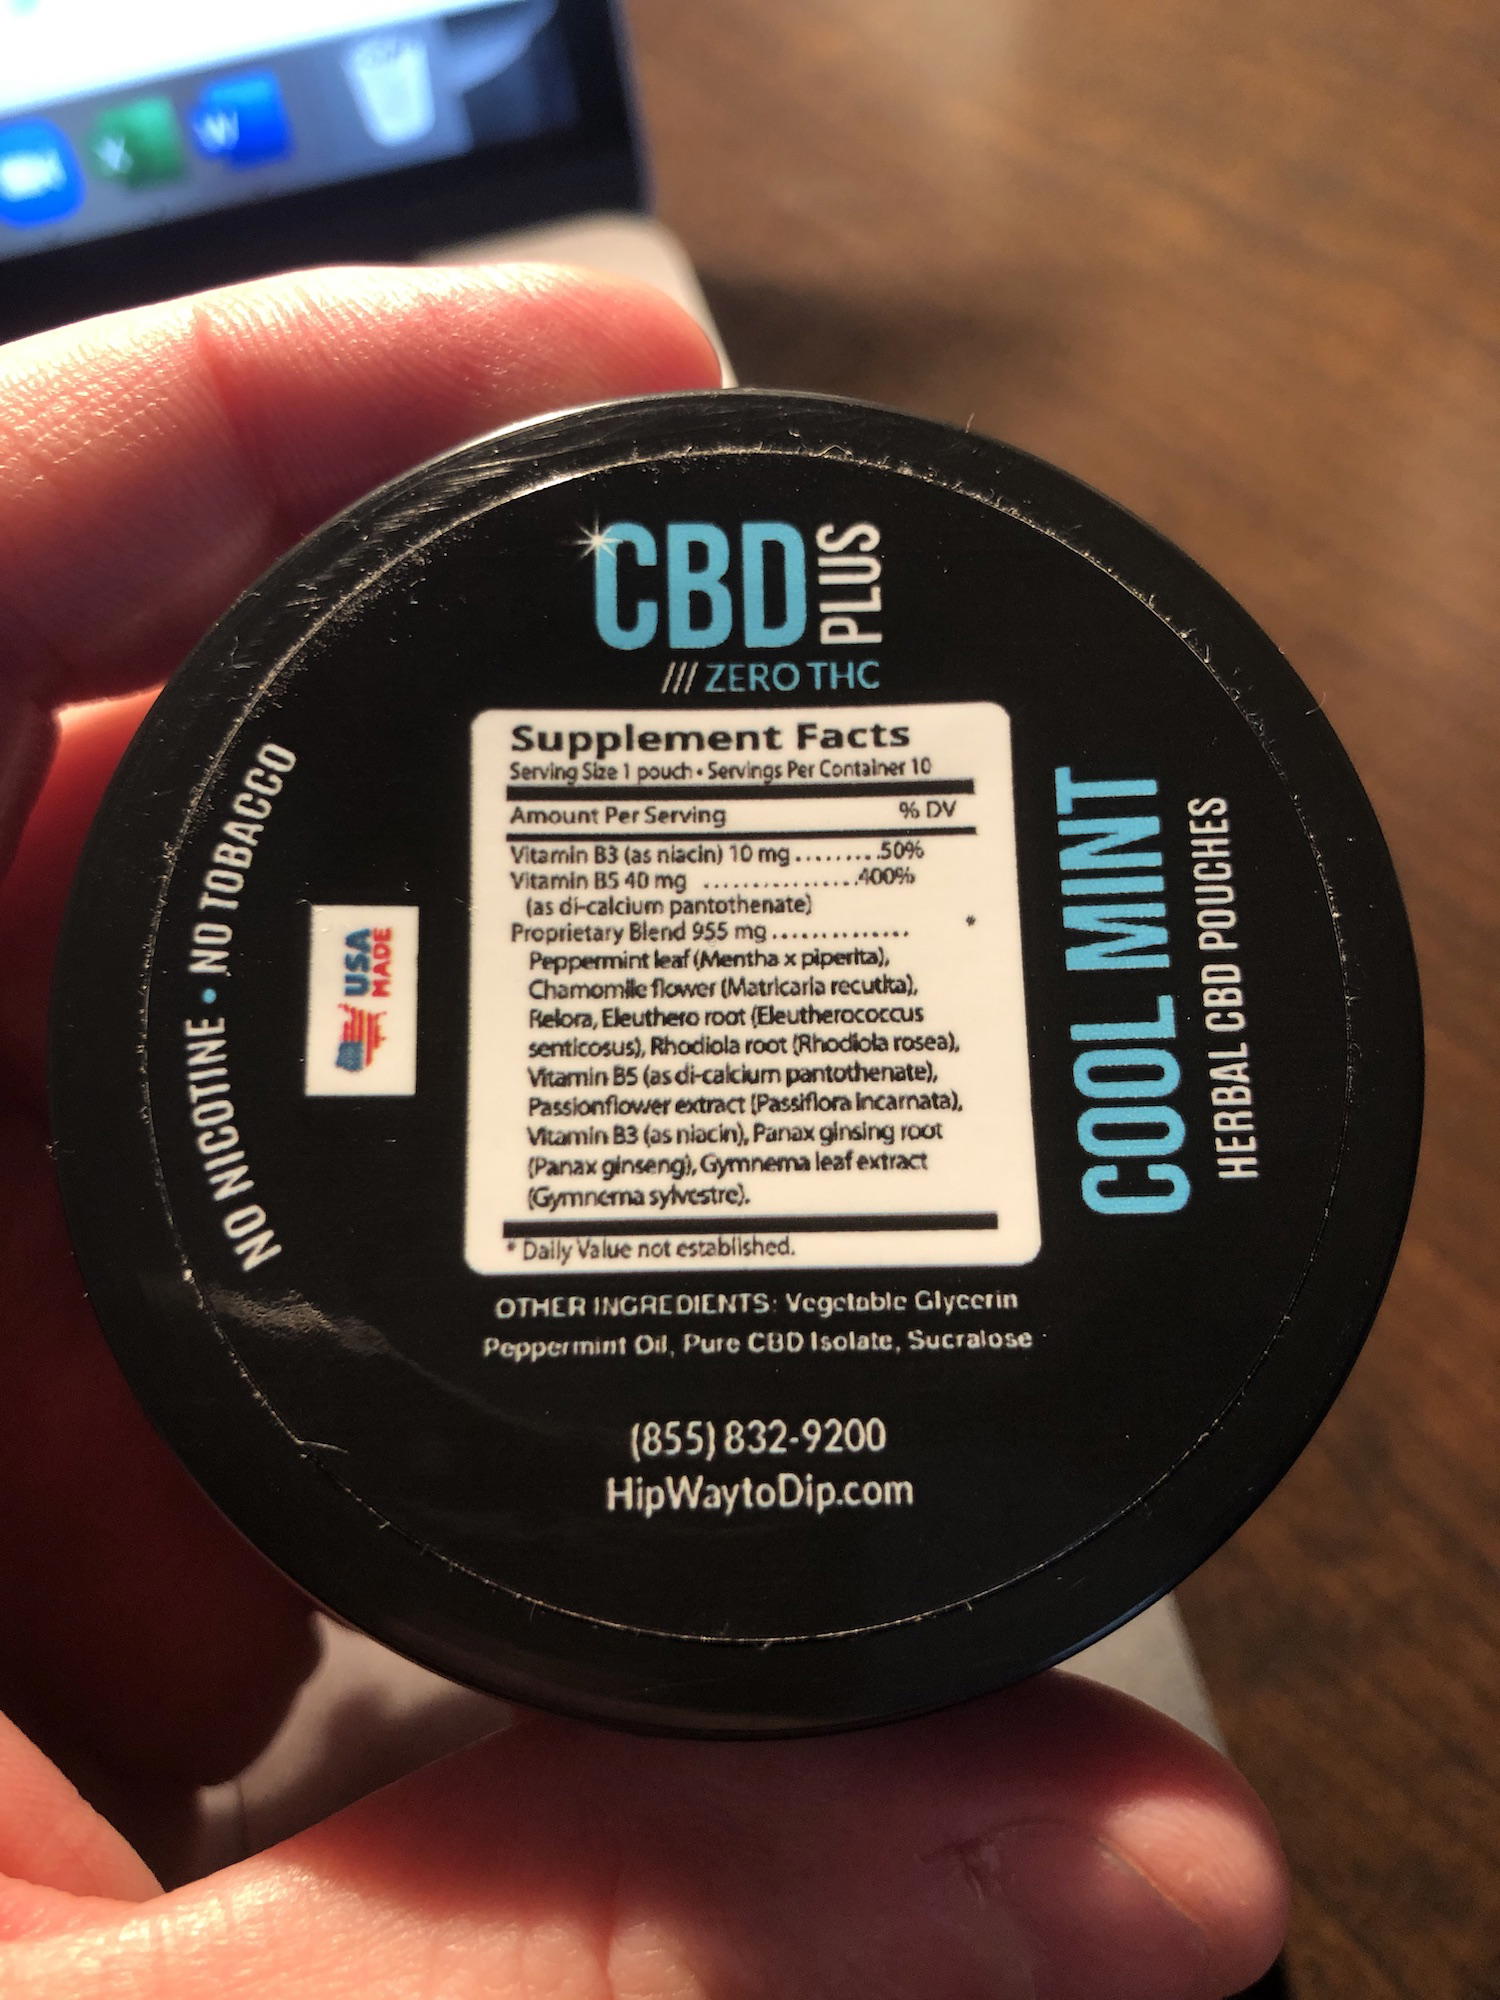 CBD PLUS
/// ZERO THC
Supplement Facts
Serving Size 1 pouch • Servings Per Container 10
Amount Per Serving % DV
Vitamin B3 (as niacin) 10 mg.........50%
Vitamin B5 40 mg ................400%
(as di-calcium pantothenate)
Proprietary Blend 955 mg.............. *
Peppermint leaf (Mentha x piperita),
Chamomile flower (Matricaria recutita),
Relora, Eleuthero root (Eleutherococcus
senticosus), Rhodiola root (Rhodiola rosea),
Vitamin B5 (as di-calcium pantothenate),
Passionflower extract (Passiflora incarnata),
Vitamin B3 (as niacin), Panax ginsing root
(Panax ginseng), Gymnema leaf extract
(Gymnema sylvestre).
* Daily Value not established.
OTHER INGREDIENTS: Vegetable Glycerin
Peppermint Oil, Pure CBD Isolate, Sucralose
(855) 832-9200
HipWaytoDip.com
NO NICOTINE • NO TOBACCO
USA
MADE
COOL MINT
HERBAL CBD POUCHES
X
W